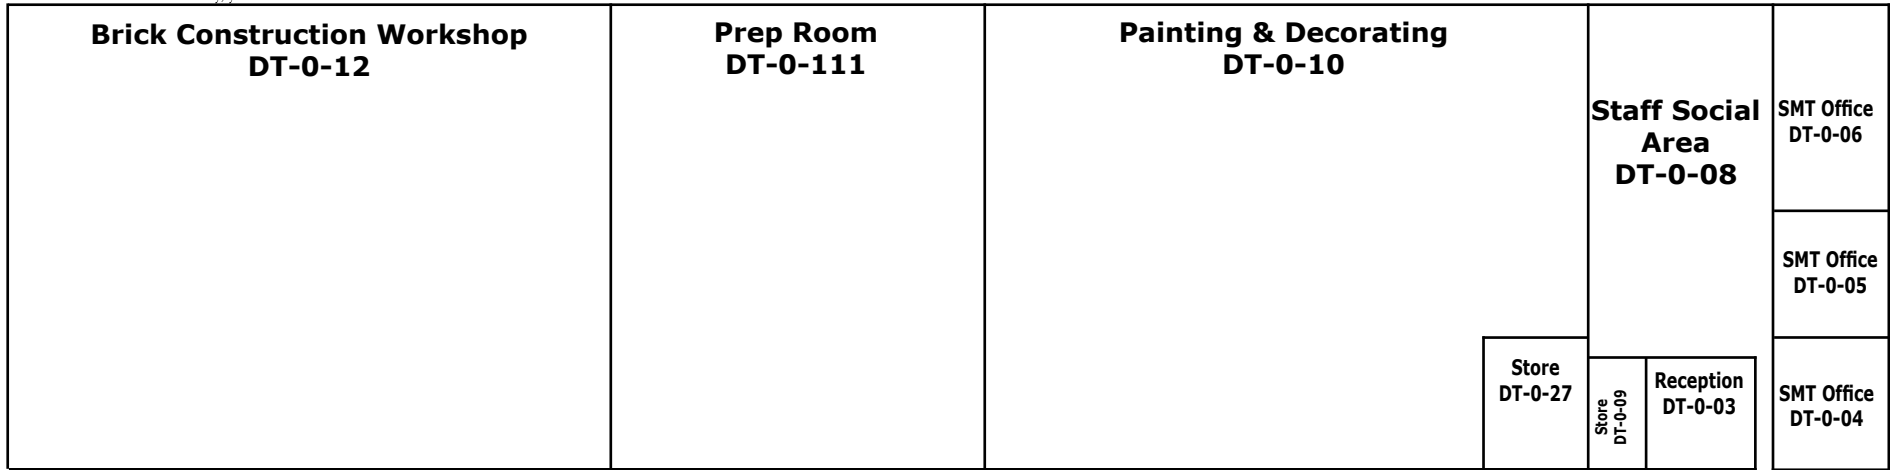 Brick Construction Workshop
DT-0-12
Prep Room
DT-0-111
Painting & Decorating
DT-0-10
Staff Social
Area
DT-0-08
SMT Office
DT-0-06
SMT Office
DT-0-05
Store
DT-0-27
Store
DT-0-09
Reception
DT-0-03
SMT Office
DT-0-04